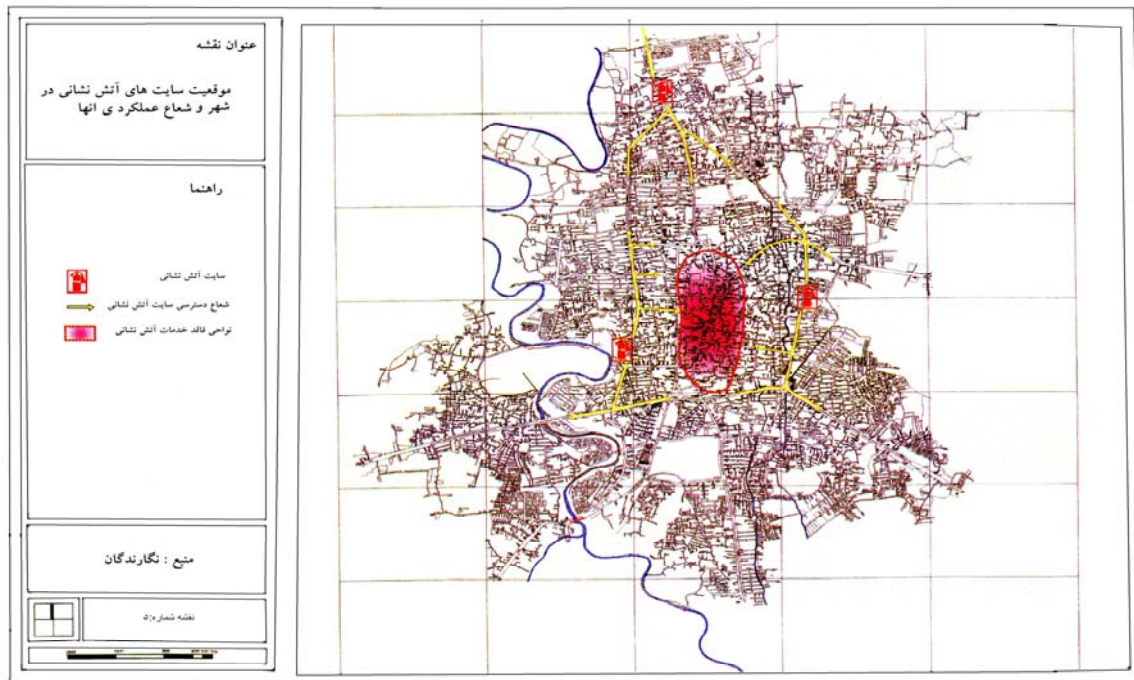 عنوان نقشه
موقعیت سایت های آتش نشانی در
شهر و شعاع عملکرد ی انها
راهنما
سایت آتش نشانی
شعاع دسترسی سایت آتش نشانی
نواحی فاقد خدمات آتش نشانی
منبع : نگارندگان
نقشه شماره:۵